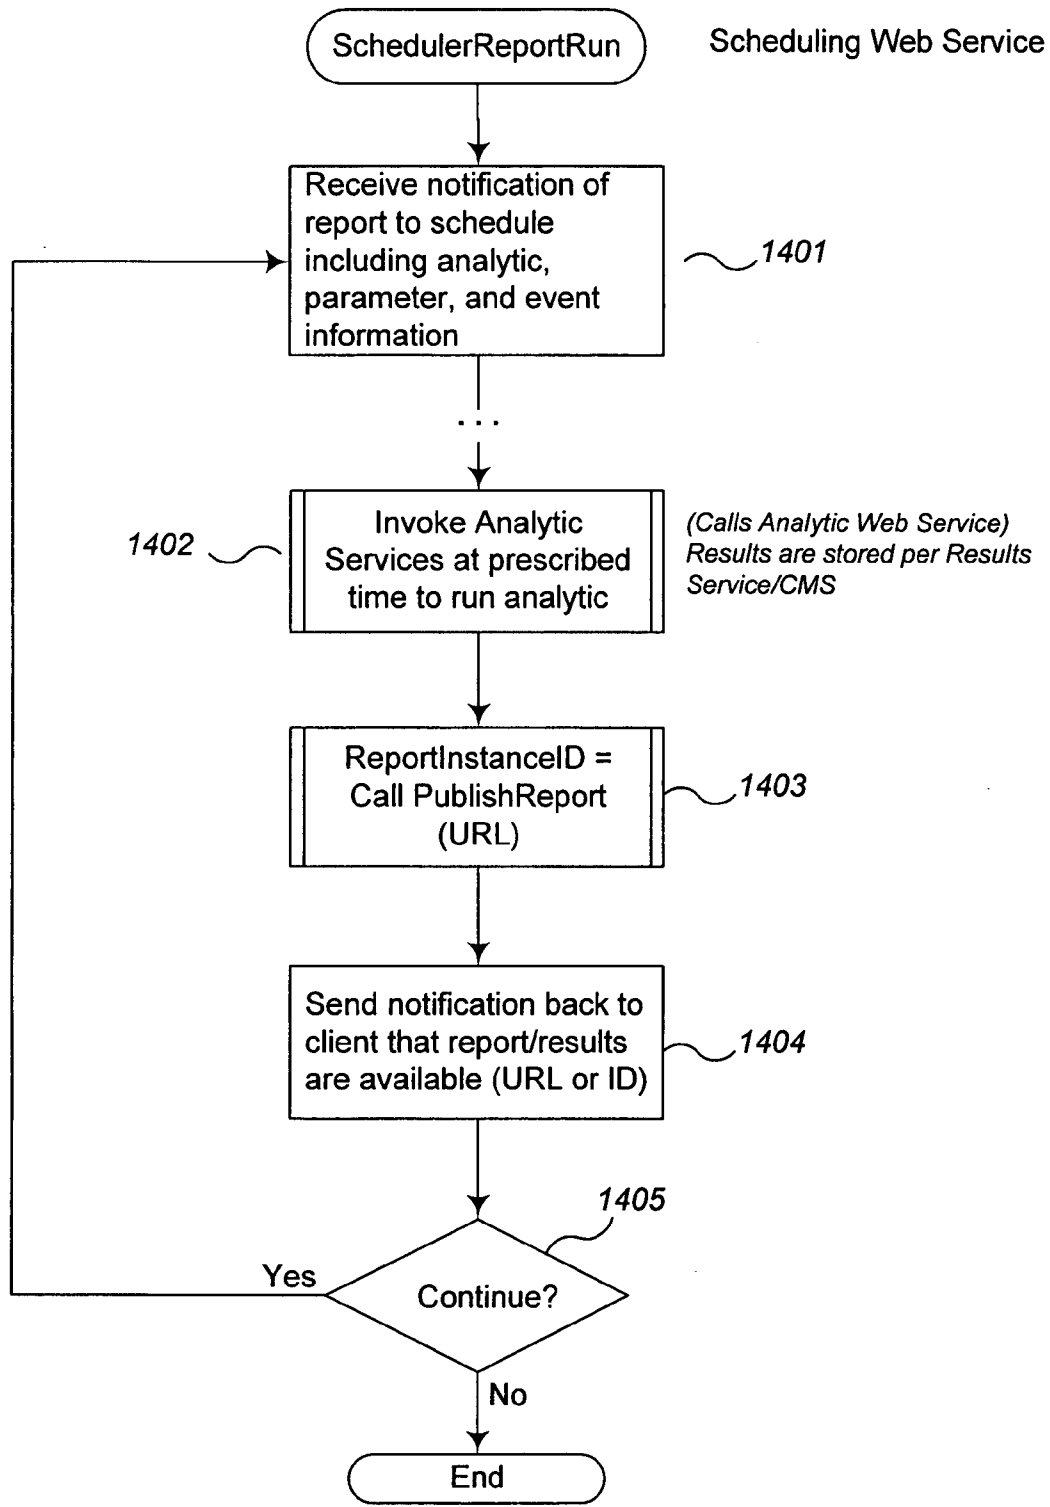 SchedulerReportRun
Scheduling Web Service
Receive notification of
report to schedule
including analytic,
parameter, and event
information
1401
...
1402
Invoke Analytic
Services at prescribed
time to run analytic
(Calls Analytic Web Service)
Results are stored per Results
Service/CMS
ReportInstanceID =
Call PublishReport
(URL)
1403
Send notification back to
client that report/results
are available (URL or ID)
1404
1405
Yes
Continue?
No
End